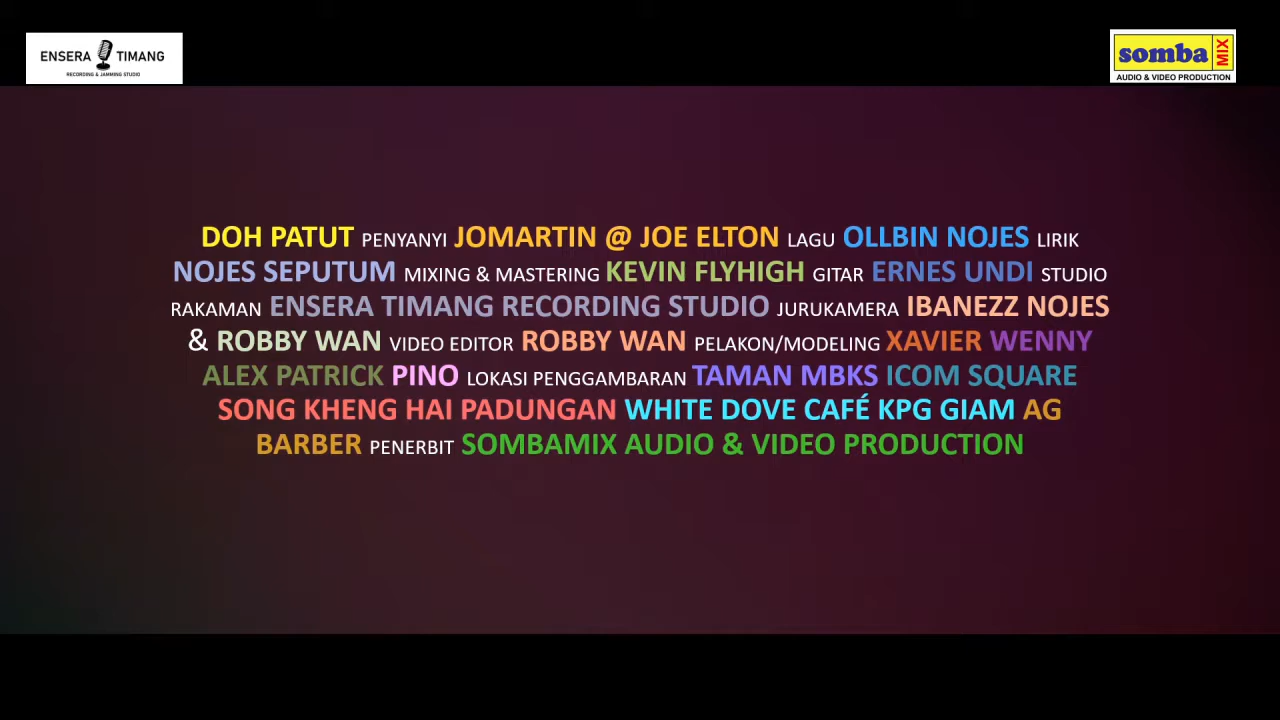 ENSERA TIMANG
RECORDING & JAMMING STUDIO
somba MIX
AUDIO & VIDEO PRODUCTION
DOH PATUT PENYANYI JOMARTIN @ JOE ELTON LAGU OLLBIN NOJES LIRIK
NOJES SEPUTUM MIXING & MASTERING KEVIN FLYHIGH GITAR ERNES UNDI STUDIO
RAKAMAN ENSERA TIMANG RECORDING STUDIO JURUKAMERA IBANEZZ NOJES
& ROBBY WAN VIDEO EDITOR ROBBY WAN PELAKON/MODELING XAVIER WENNY
ALEX PATRICK PINO LOKASI PENGGAMBARAN TAMAN MBKS ICOM SQUARE
SONG KHENG HAI PADUNGAN WHITE DOVE CAFÉ KPG GIAM AG
BARBER PENERBIT SOMBAMIX AUDIO & VIDEO PRODUCTION